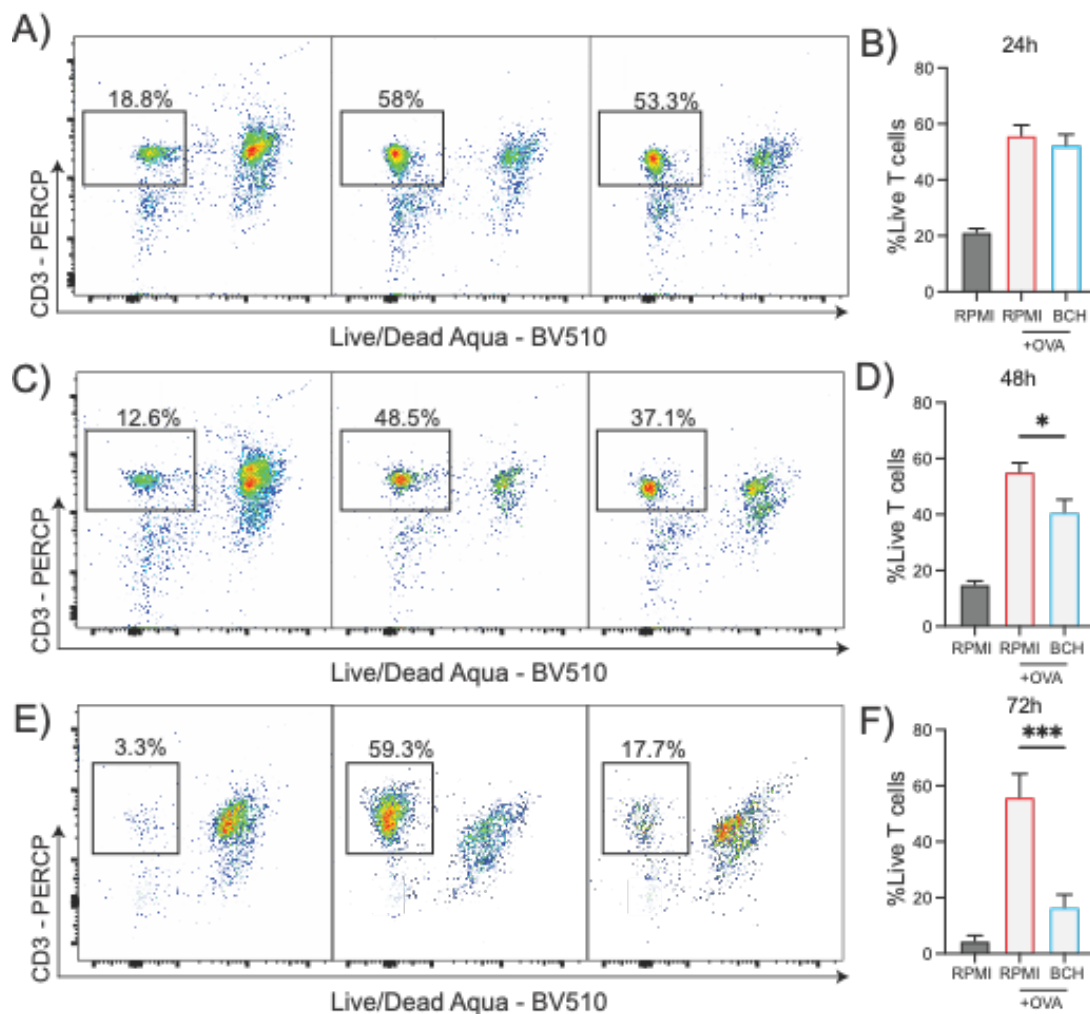 A)
18.8%
58%
53.3%
CD3 - PERCP
Live/Dead Aqua - BV510
B)
24h
80
60
40
20
0
%Live T cells
RPMI RPMI BCH
+OVA
C)
12.6%
48.5%
37.1%
CD3 - PERCP
Live/Dead Aqua - BV510
D)
48h
80
60
40
20
0
%Live T cells
*
RPMI RPMI BCH
+OVA
E)
3.3%
59.3%
17.7%
CD3 - PERCP
Live/Dead Aqua - BV510
F)
72h
80
60
40
20
0
%Live T cells
***
RPMI RPMI BCH
+OVA